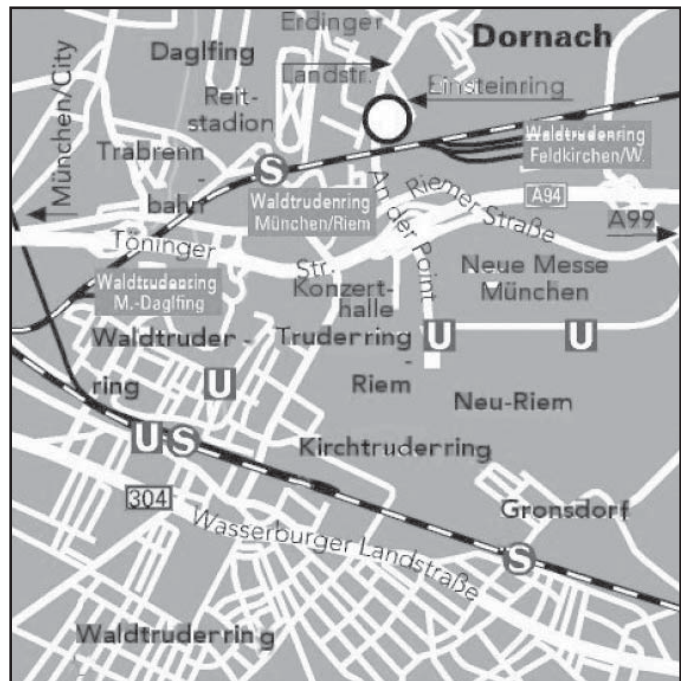 Erdinger
Landstr.
Dornach
Daglfing
Einsteinring
München/City
Reit-
stadion
Waldtrudenring
Feldkirchen/W.
Trabrenn
-
bahn
S
Waldtrudenring
München/Riem
An der Point
Riemer Straße
A94
A99
Töninger
Str.
Neue Messe
München
Waldtrudenring
M.-Daglfing
Konzert-
halle
Waldtruder -
ring
Truderring
-
Riem
U
U
U
Neu-Riem
U
S
Kirchtruderring
304
Gronsdorf
Wasserburger Landstraße
S
Waldtruderring